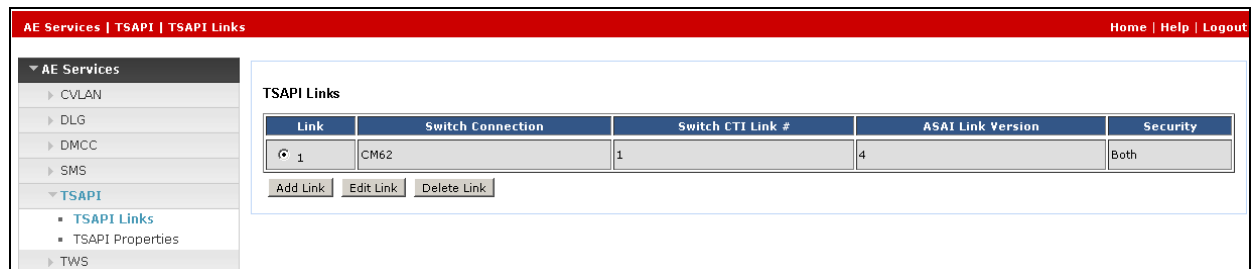 AE Services | TSAPI | TSAPI Links
Home | Help | Logout
AE Services
CVLAN
DLG
DMCC
SMS
TSAPI
TSAPI Links
TSAPI Properties
TWS
TSAPI Links
Link Switch Connection Switch CTI Link # ASAI Link Version Security
1 CM62 1 4 Both
Add Link Edit Link Delete Link